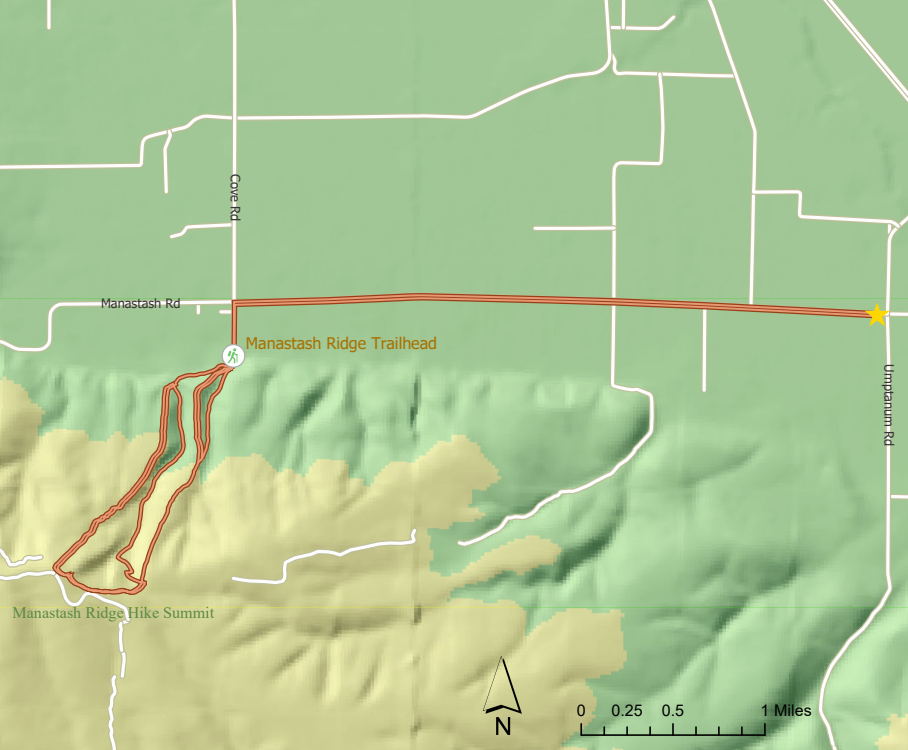 Cove Rd
Manastash Rd
Manastash Ridge Trailhead
Umptanum Rd
Manastash Ridge Hike Summit
N
0 0.25 0.5 1 Miles